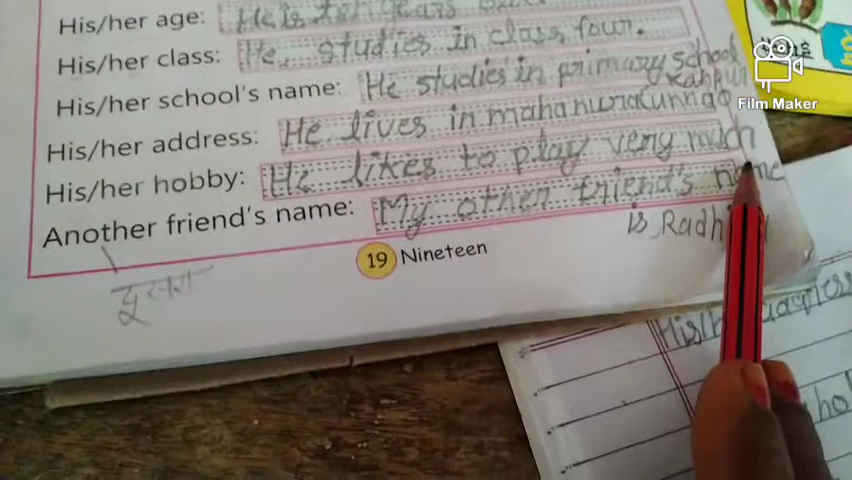 His/her age: He is ten years
His/her class: He studies in class four.
His/her school's name: He studies in primary school
Kanpur
His/her address: He lives in
His/her hobby: He likes to play very much
Another friend's name: My other friend's name
is
दूसरा
19 Nineteen
Film Maker
His/h